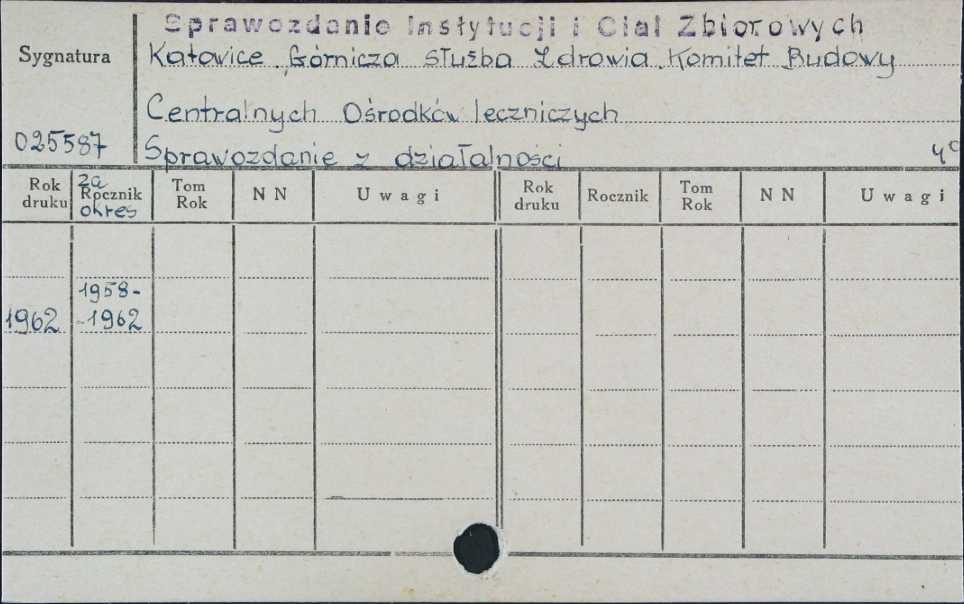 Sprawozdanie Instytucji i Ciał Zbiorowych
Sygnatura
Katowice Górnicza służba Zdrowia. Komitet Budowy
Centralnych Ośrodków leczniczych
025587
Sprawozdanie z działalności 4°
Rok druku za Rocznik okres Tom Rok N N Uwagi Rok druku Rocznik Tom Rok N N Uwagi
1958-
1962 -1962